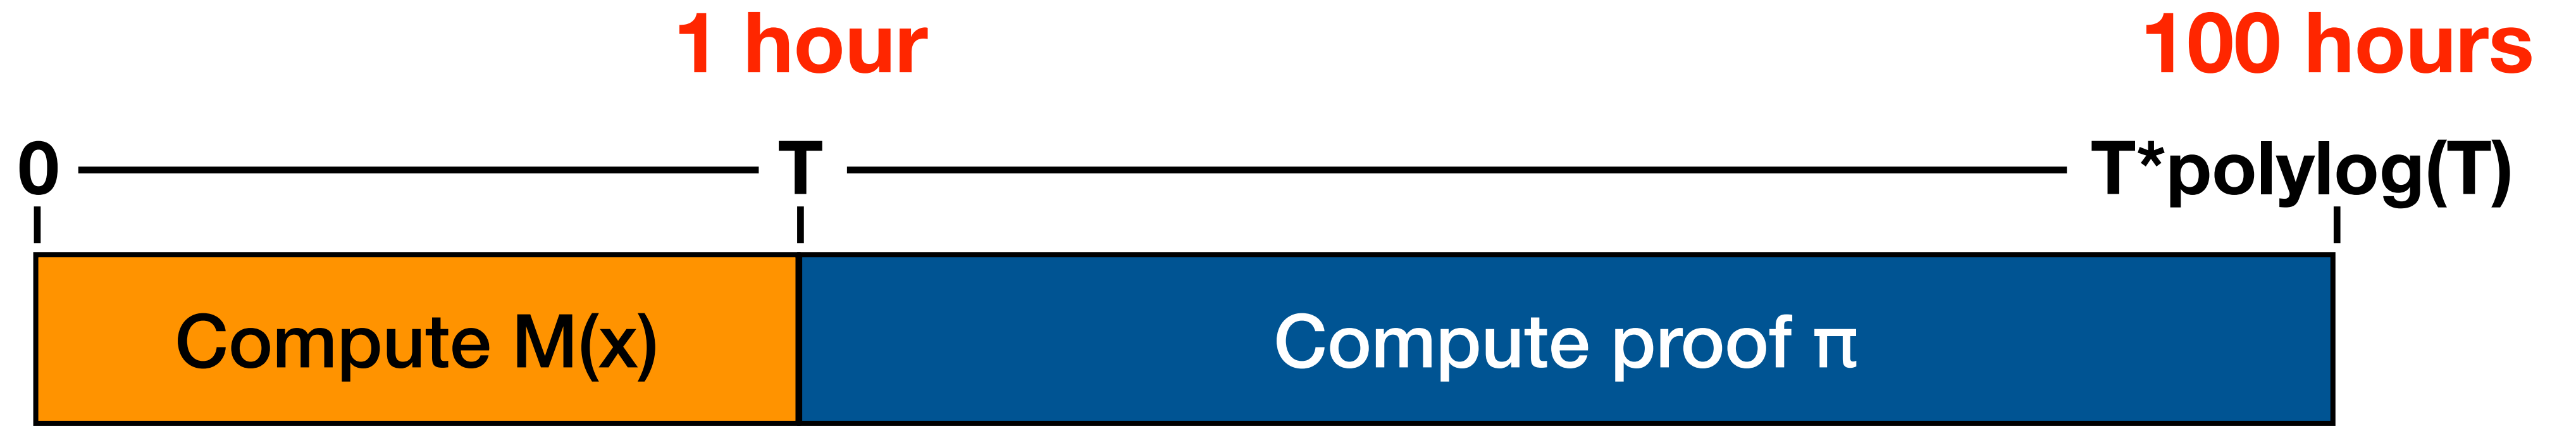 1 hour 100 hours
0 T T*polylog(T)
Compute M(x) Compute proof π